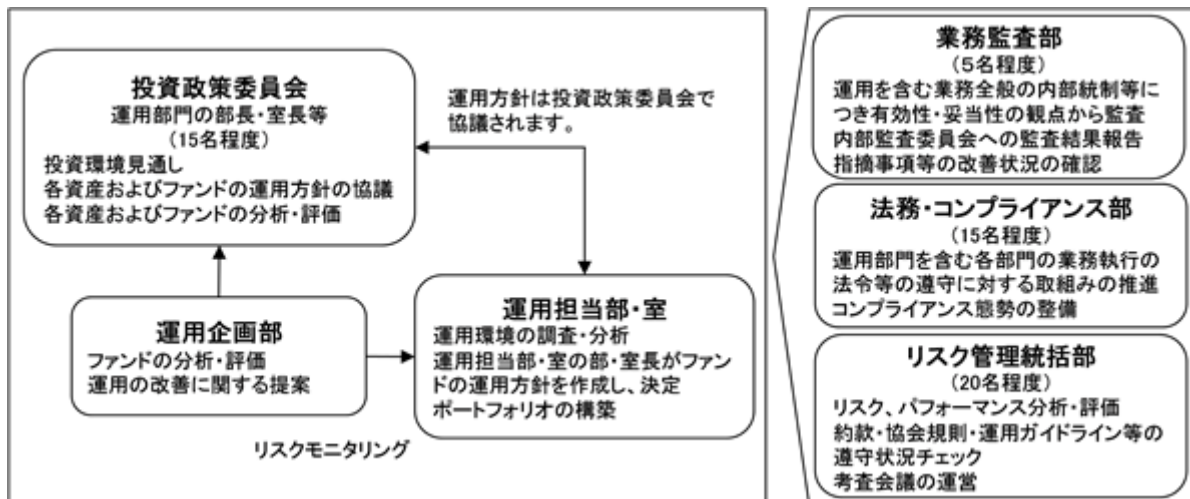 投資政策委員会
運用部門の部長・室長等
(15名程度)
投資環境見通し
各資産およびファンドの運用方針の協議
各資産およびファンドの分析・評価
運用方針は投資政策委員会で
協議されます。
運用企画部
ファンドの分析・評価
運用の改善に関する提案
運用担当部・室
運用環境の調査・分析
運用担当部・室の部・室長がファン
ドの運用方針を作成し、決定
ポートフォリオの構築
リスクモニタリング
業務監査部
(5名程度)
運用を含む業務全般の内部統制等に
つき有効性・妥当性の観点から監査
内部監査委員会への監査結果報告
指摘事項等の改善状況の確認
法務・コンプライアンス部
(15名程度)
運用部門を含む各部門の業務執行の
法令等の遵守に対する取組みの推進
コンプライアンス態勢の整備
リスク管理統括部
(20名程度)
リスク、パフォーマンス分析・評価
約款・協会規則・運用ガイドライン等の
遵守状況チェック
考査会議の運営